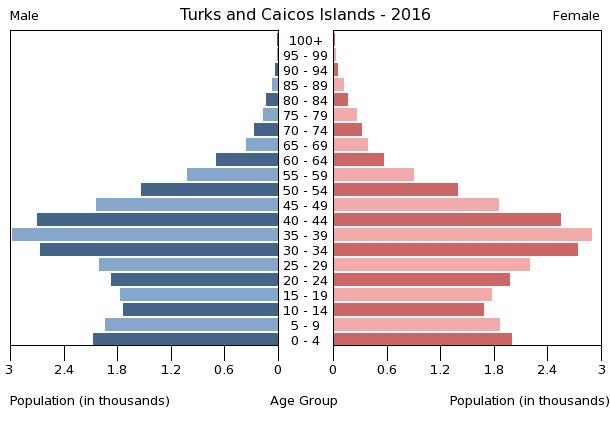 Turks and Caicos Islands - 2016
Male
Female
100+
95 - 99
90 - 94
85 - 89
80 - 84
75 - 79
70 - 74
65 - 69
60 - 64
55 - 59
50 - 54
45 - 49
40 - 44
35 - 39
30 - 34
25 - 29
20 - 24
15 - 19
10 - 14
5 - 9
0 - 4
3 2.4 1.8 1.2 0.6 0 0 0.6 1.2 1.8 2.4 3
Population (in thousands) Age Group Population (in thousands)